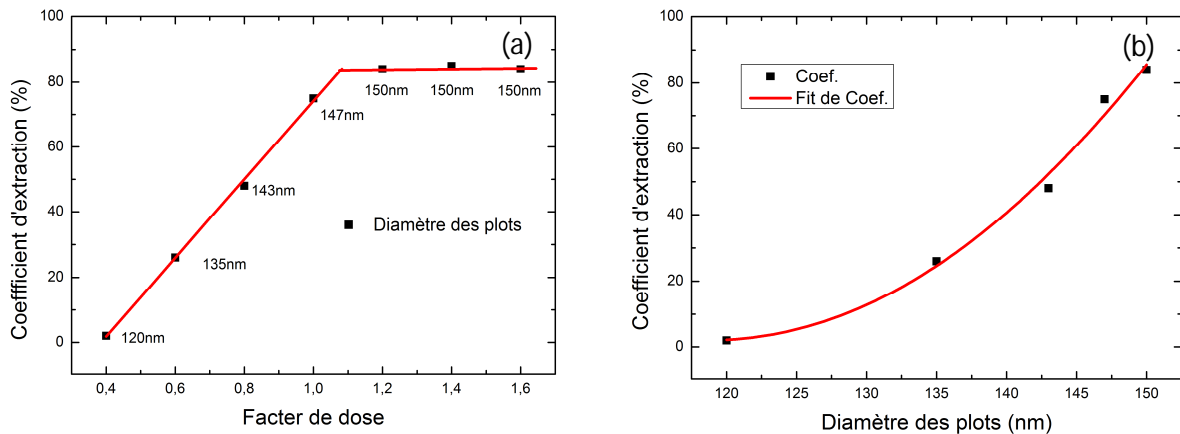 (a)
Coeffficient d'extraction (%)
100
80
60
40
20
0
150nm 150nm 150nm
147nm
143nm
Diamètre des plots
135nm
120nm
0,4 0,6 0,8 1,0 1,2 1,4 1,6
Facter de dose
(b)
Coefficient d'extraction (%)
100
80
60
40
20
0
Coef.
Fit de Coef.
120 125 130 135 140 145 150
Diamètre des plots (nm)